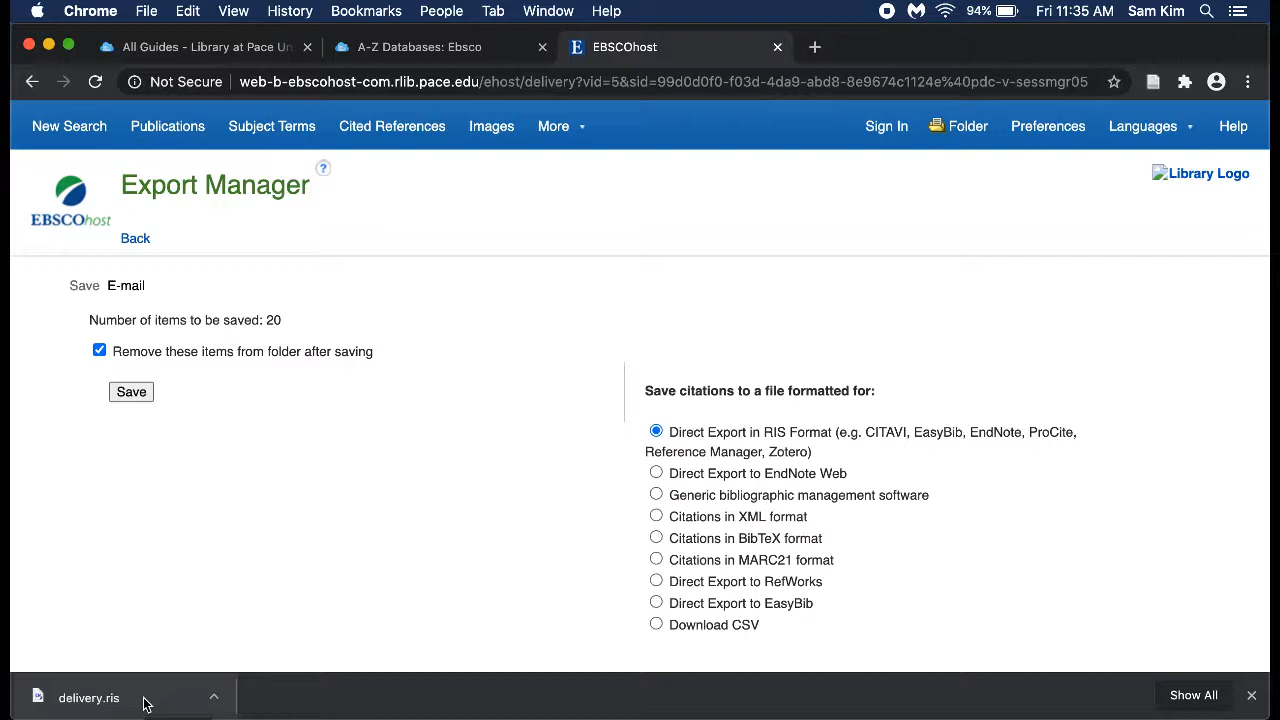 Chrome File Edit View History Bookmarks People Tab Window Help 94% Fri 11:35 AM Sam Kim
All Guides - Library at Pace Un A-Z Databases: Ebsco E EBSCOhost
Not Secure web-b-ebscohost-com.rlib.pace.edu/ehost/delivery?vid=5&sid=99d0d0f0-f03d-4da9-abd8-8e9674c1124e%40pdc-v-sessmgr05
New Search Publications Subject Terms Cited References Images More Sign In Folder Preferences Languages Help
Export Manager ?
Library Logo
EBSCOhost
Back
Save E-mail
Number of items to be saved: 20
Remove these items from folder after saving
Save
Save citations to a file formatted for:
Direct Export in RIS Format (e.g. CITAVI, EasyBib, EndNote, ProCite,
Reference Manager, Zotero)
Direct Export to EndNote Web
Generic bibliographic management software
Citations in XML format
Citations in BibTeX format
Citations in MARC21 format
Direct Export to RefWorks
Direct Export to EasyBib
Download CSV
delivery.ris Show All